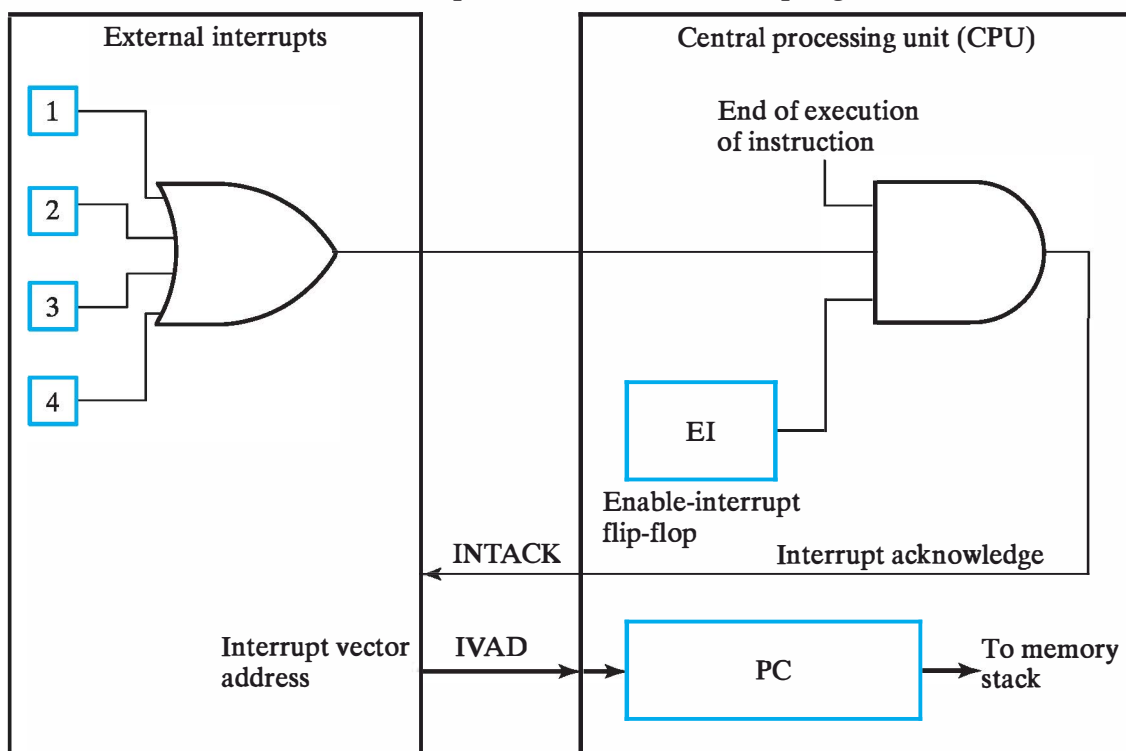 External interrupts
Central processing unit (CPU)
1
2
3
4
End of execution
of instruction
EI
Enable-interrupt
flip-flop
INTACK
Interrupt acknowledge
Interrupt vector
address
IVAD
PC
To memory
stack